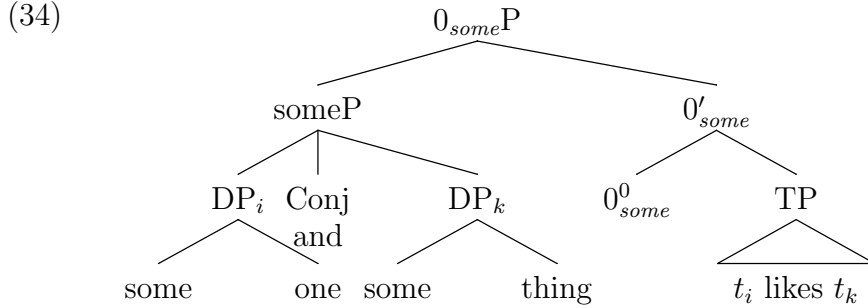 (34) 0someP
someP 0′some
DPi Conj DPk 0⁰some TP
and
some one some thing ti likes tk